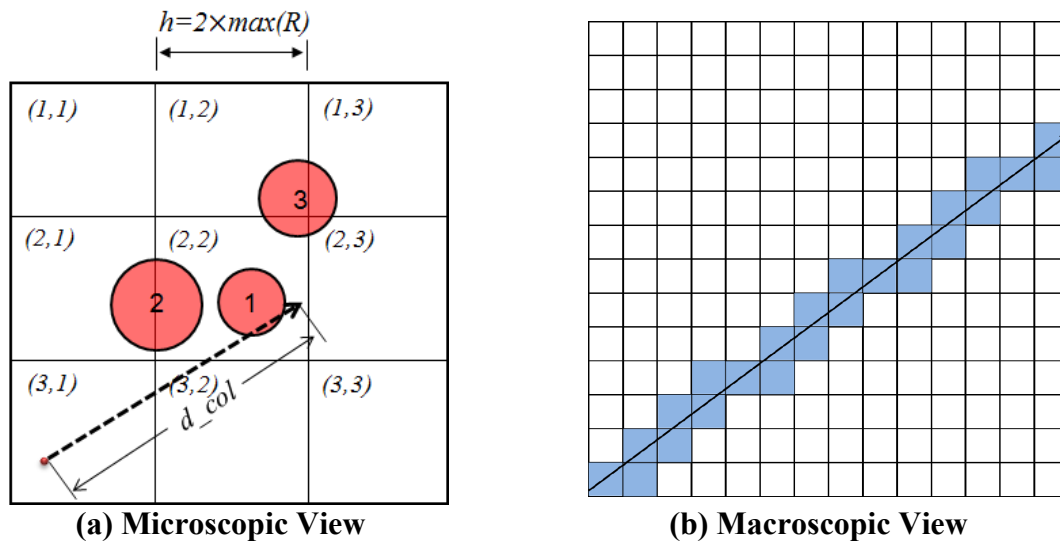 h=2×max(R)
(1,1) (1,2) (1,3)
3
(2,1) (2,2) (2,3)
2 1
(3,1) (3,2) (3,3)
d_col
(a) Microscopic View
(b) Macroscopic View